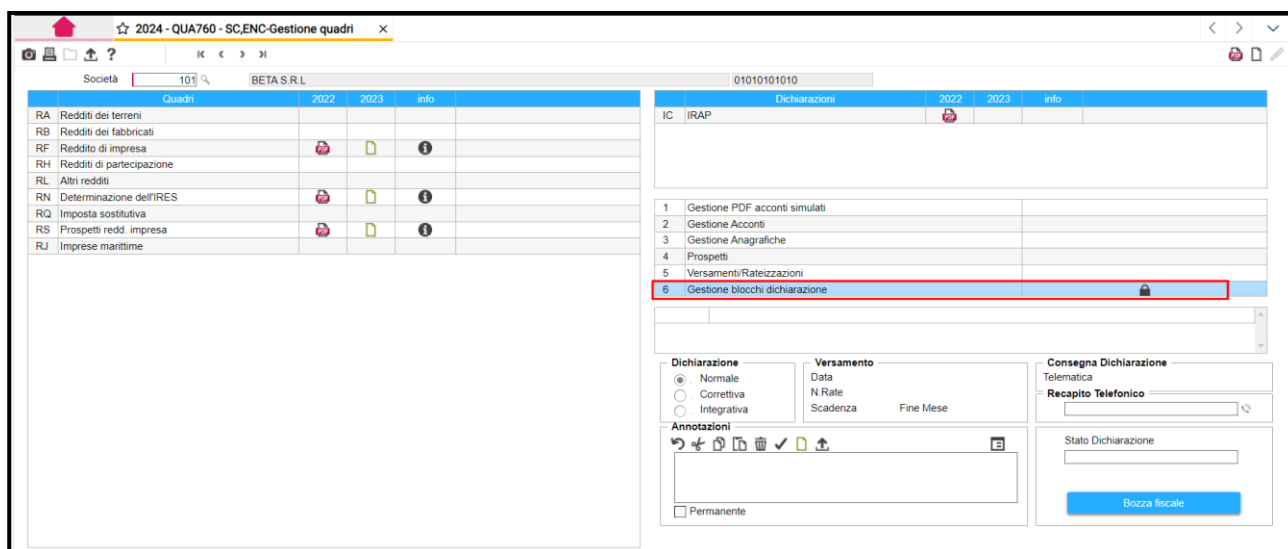 2024 - QUA760 - SC,ENC-Gestione quadri
Società 101 BETA S.R.L 01010101010
Quadri 2022 2023 info
RA Redditi dei terreni
RB Redditi dei fabbricati
RF Reddito di impresa PDF
RH Redditi di partecipazione
RL Altri redditi
RN Determinazione dell'IRES PDF
RQ Imposta sostitutiva
RS Prospetti redd. impresa PDF
RJ Imprese marittime
Dichiarazioni 2022 2023 info
IC IRAP PDF
1 Gestione PDF acconti simulati
2 Gestione Acconti
3 Gestione Anagrafiche
4 Prospetti
5 Versamenti/Rateizzazioni
6 Gestione blocchi dichiarazione
Dichiarazione
Normale
Correttiva
Integrativa
Versamento
Data
N.Rate
Scadenza Fine Mese
Consegna Dichiarazione
Telematica
Recapito Telefonico
Annotazioni
Permanente
Stato Dichiarazione
Bozza fiscale